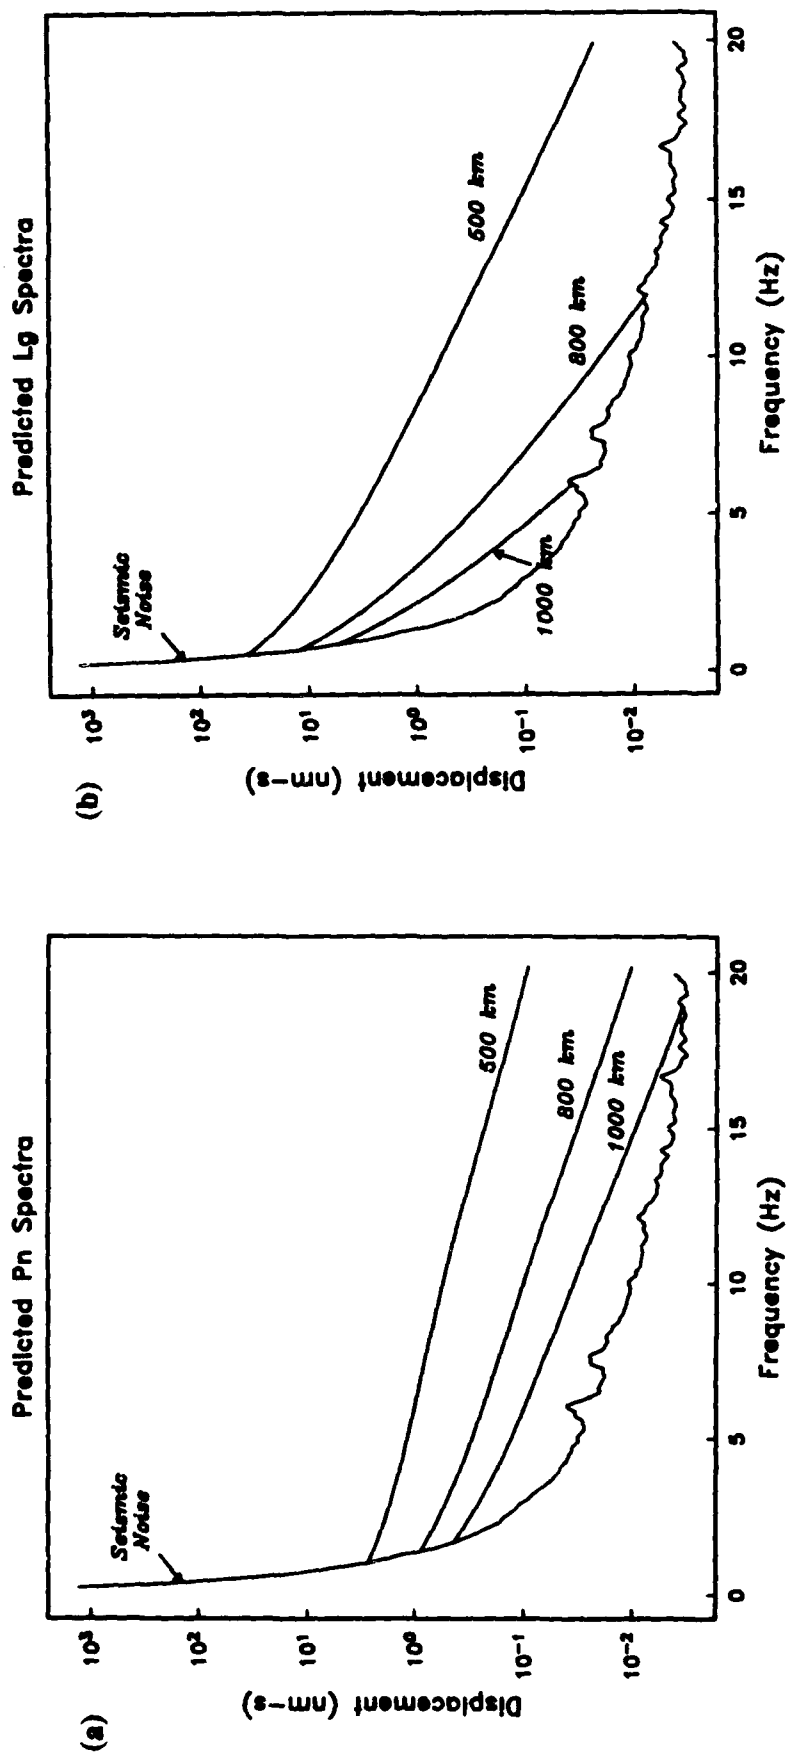 (a)
Predicted Pn Spectra
Displacement (nm-s)
10³
10²
10¹
10⁰
10⁻¹
10⁻²
Seismic
Noise
500 km
800 km
1000 km
0
5
10
15
20
Frequency (Hz)
(b)
Predicted Lg Spectra
Displacement (nm-s)
10³
10²
10¹
10⁰
10⁻¹
10⁻²
Seismic
Noise
500 km
800 km
1000 km
0
5
10
15
20
Frequency (Hz)